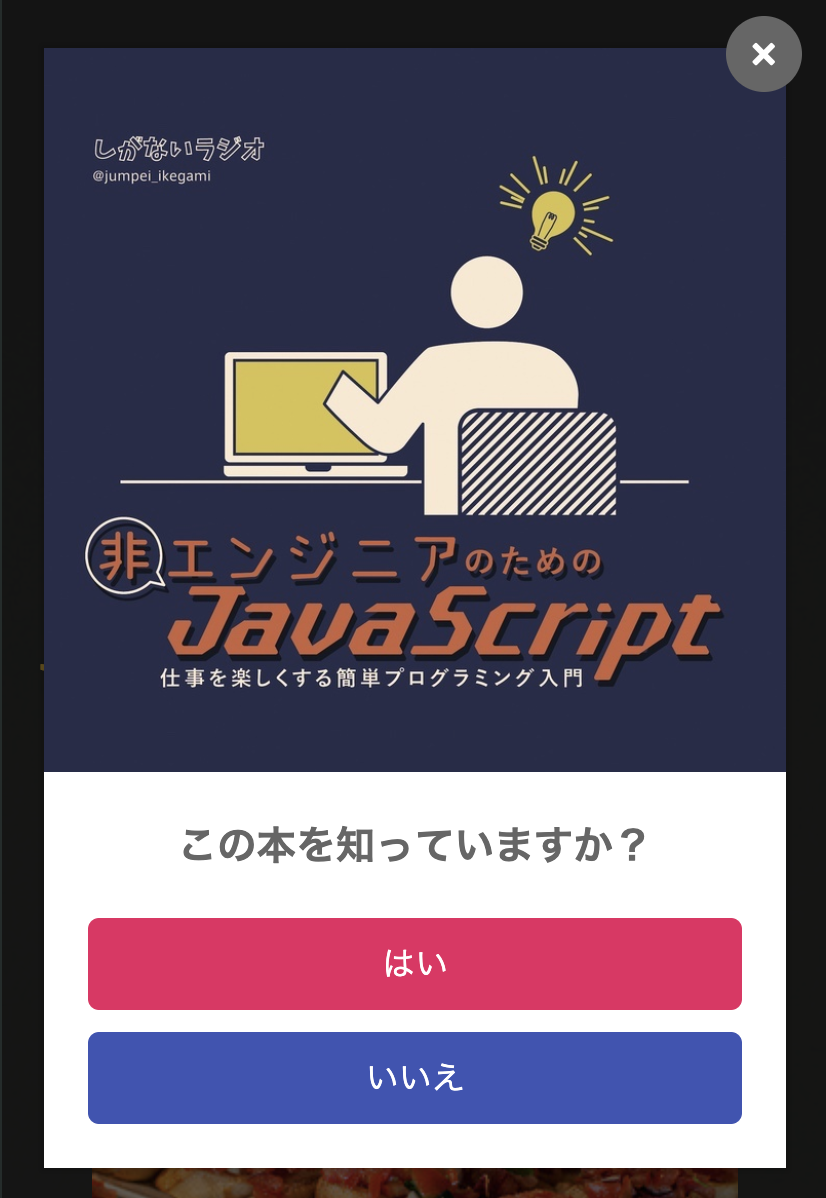 しがないラジオ
@jumpei_ikegami
非エンジニアのための
JavaScript
仕事を楽しくする簡単プログラミング入門
この本を知っていますか？
はい
いいえ